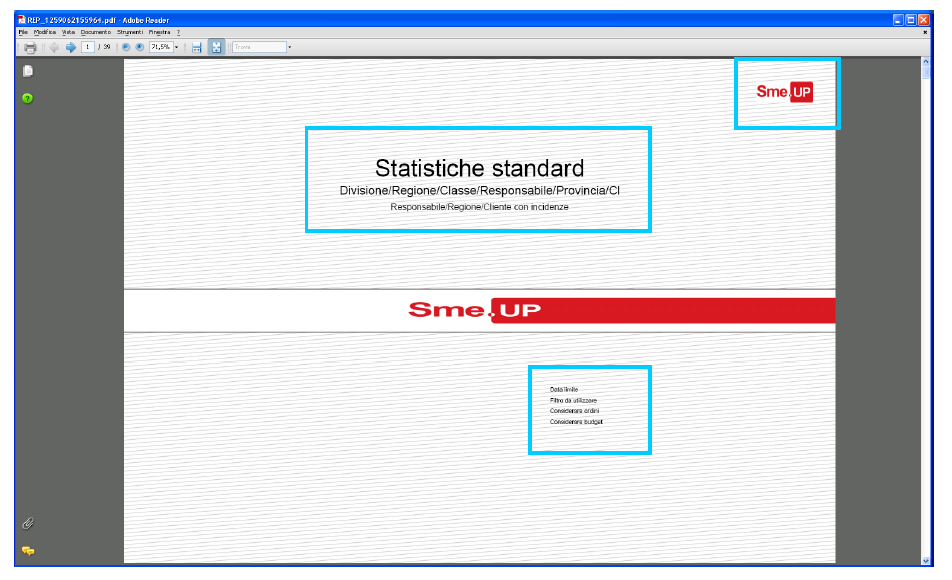 REP_1259062155964.pdf - Adobe Reader
File Modifica Vista Documento Strumenti Finestra ?
1 / 39 71,5% Trova
Sme.UP
Statistiche standard
Divisione/Regione/Classe/Responsabile/Provincia/Cl
Responsabile/Regione/Cliente con incidenze
Sme.UP
Data limite
Filtro da utilizzare
Considerare ordini
Considerare budget